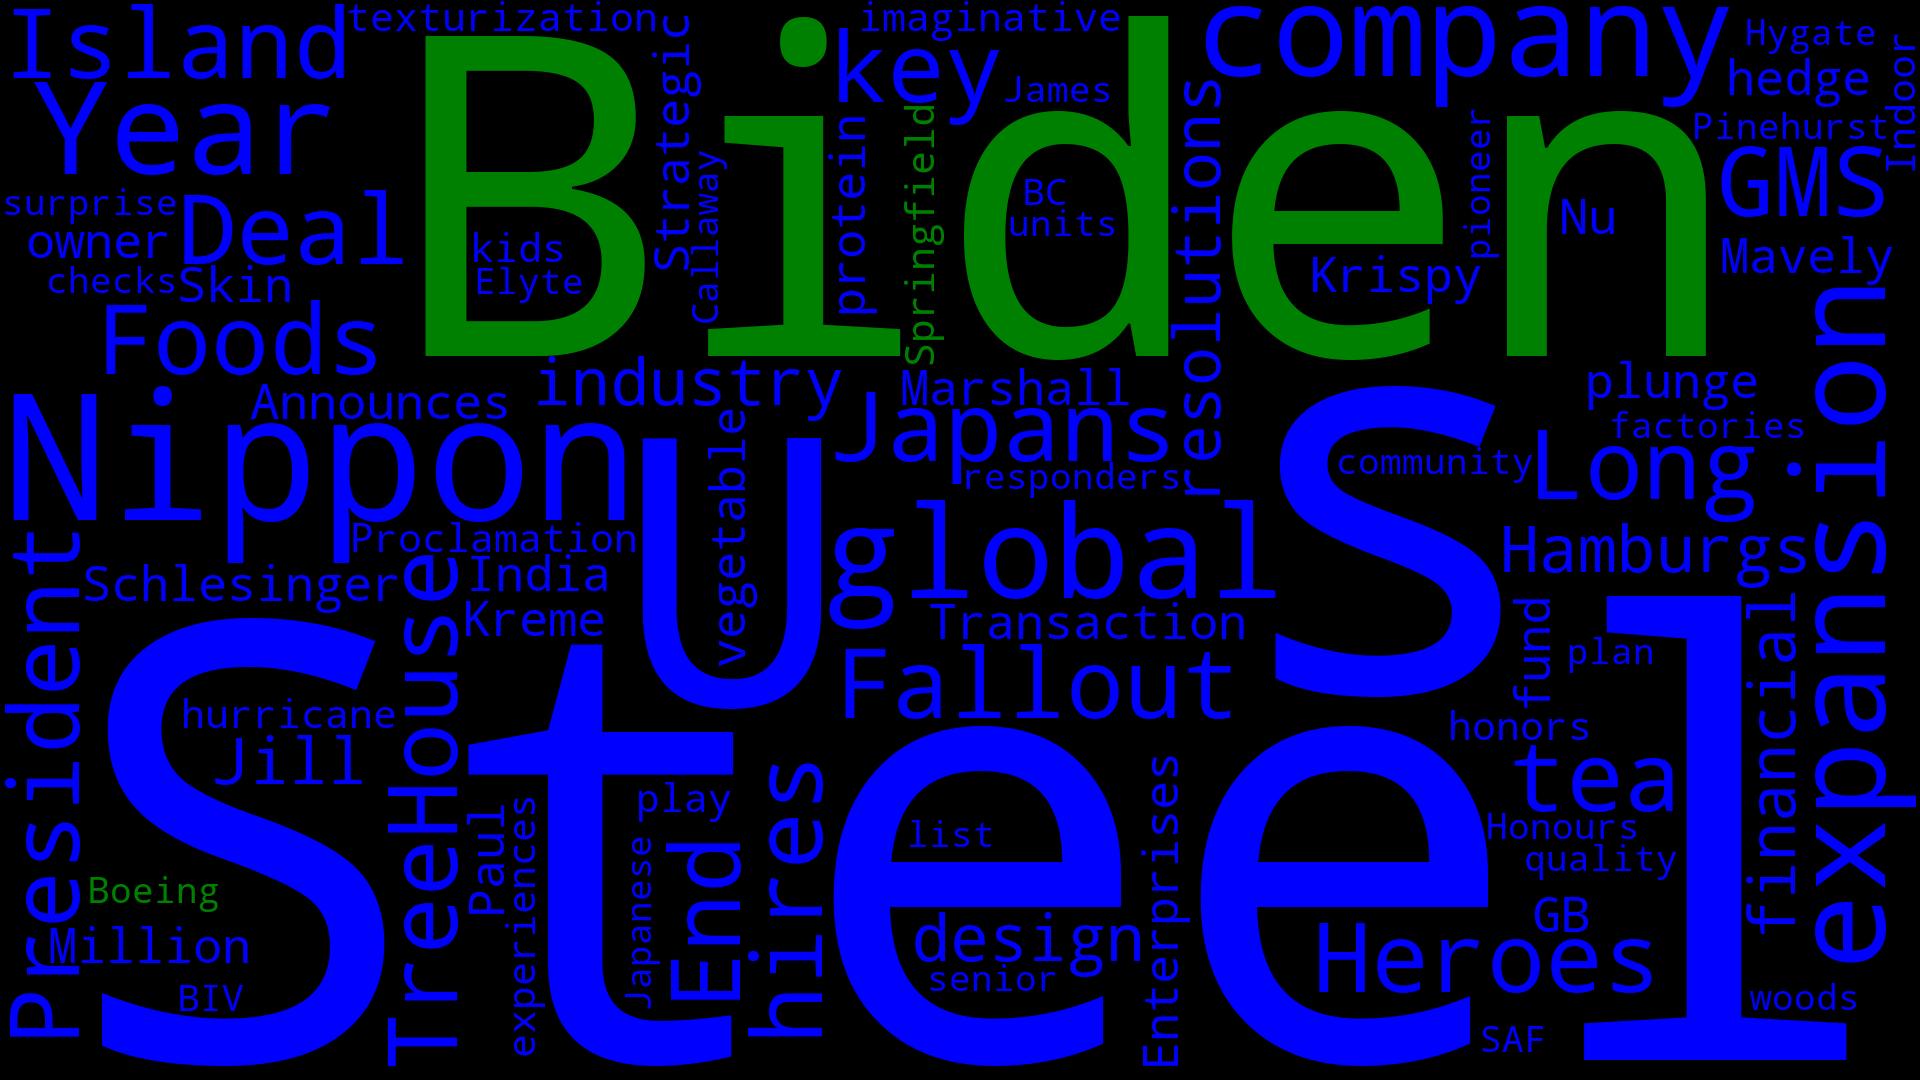 Island
texturization
Biden
Strategic
imaginative
key
company
Hygate
Indoor
hedge
James
Year
Pinehurst
GMS
Springfield
protein
resolutions
pioneer
Callaway
surprise
Deal
owner
checks
Skin
kids
Elyte
BC
units
Nu
Krispy
Mavely
Foods
industry
Marshall
plunge
expansion
Announces
Nippon
U
S
Japans
responders
vegetable
factories
community
Long
Proclamation
global
Hamburgs
President
Schlesinger
TreeHouse
India
Kreme
Transaction
fund
plan
financial
Steel
Fallout
hurricane
Jill
honors
tea
play
Paul
experiences
Japanese
End
hires
list
Enterprises
Honours
quality
Boeing
GB
Million
design
senior
Heroes
BIV
woods
SAF